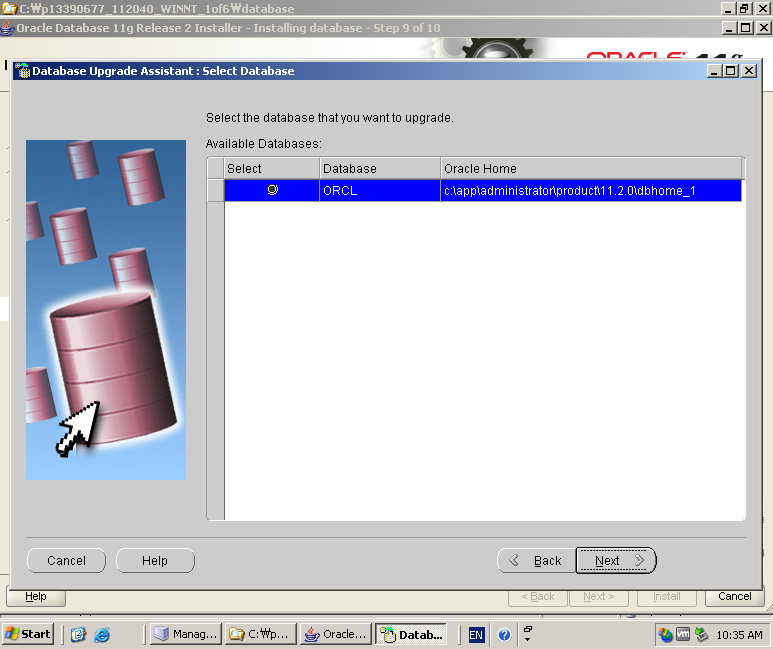 C:₩p13390677_112040_WINNT_1of6₩database
Oracle Database 11g Release 2 Installer - Installing database - Step 9 of 10
Database Upgrade Assistant : Select Database
Select the database that you want to upgrade.
Available Databases:
Select Database Oracle Home
ORCL c:\app\administrator\product\11.2.0\dbhome_1
Cancel Help Back Next
Help < Back Next > Install Cancel
Start Manag... C:₩p... Oracle... Datab... EN 10:35 AM